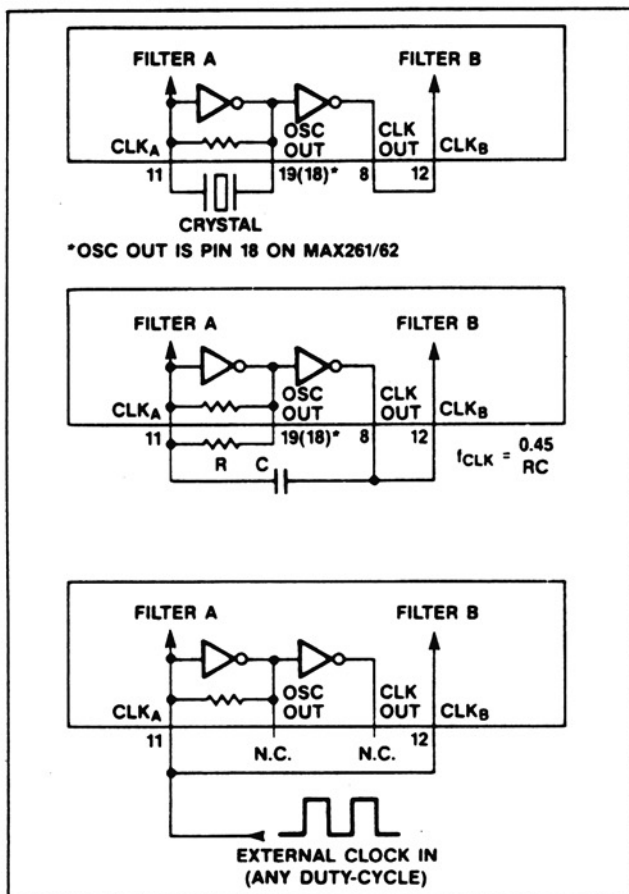 FILTER A FILTER B
OSC CLK
CLKA OUT OUT CLKB
11 19(18)* 8 12
CRYSTAL
*OSC OUT IS PIN 18 ON MAX261/62
FILTER A FILTER B
OSC CLK
CLKA OUT OUT CLKB
11 19(18)* 8 12
R C
fCLK = 0.45
RC
FILTER A FILTER B
OSC CLK
CLKA OUT OUT CLKB
11 N.C. N.C. 12
EXTERNAL CLOCK IN
(ANY DUTY-CYCLE)